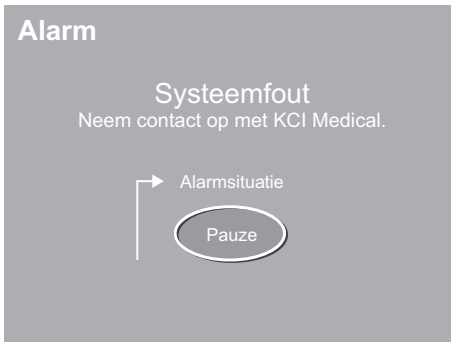 Alarm
Systeemfout
Neem contact op met KCI Medical.
Alarmsituatie
Pauze